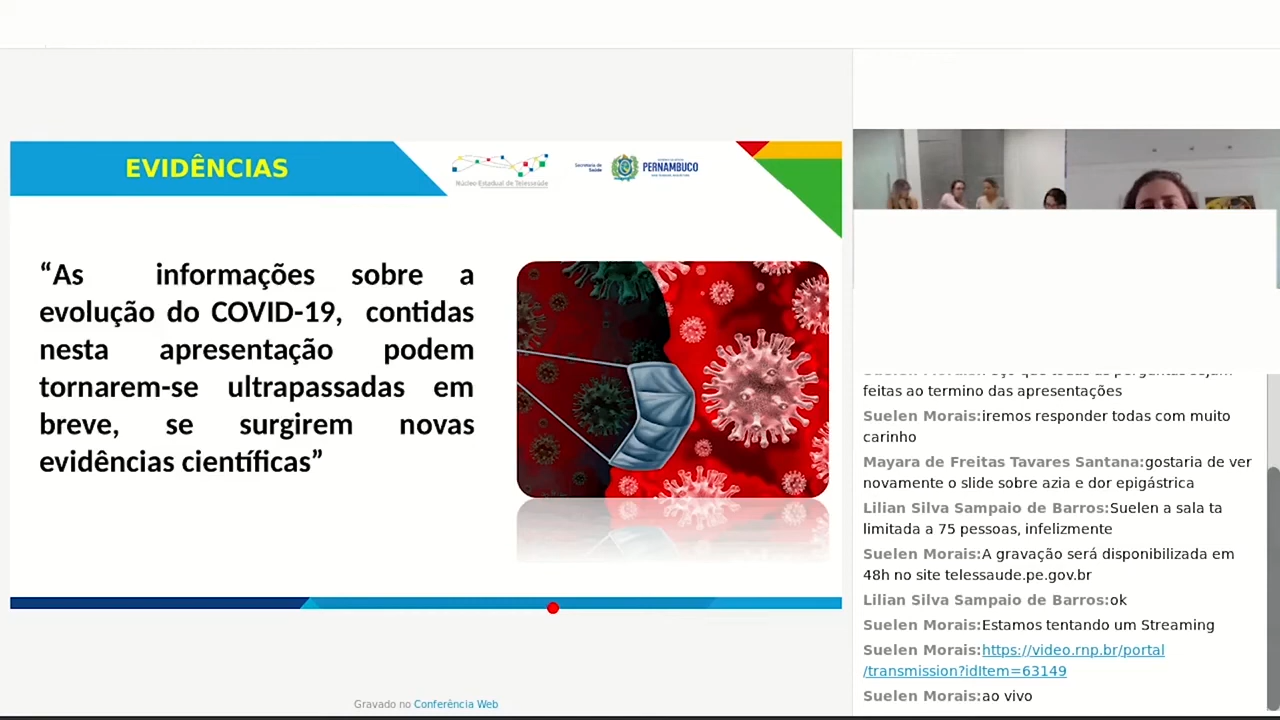 EVIDÊNCIAS
Núcleo Estadual de Telessaúde
Secretaria de
Saúde
PERNAMBUCO
“As informações sobre a
evolução do COVID-19, contidas
nesta apresentação podem
tornarem-se ultrapassadas em
breve, se surgirem novas
evidências científicas”
Gravado no Conferência Web
feitas ao termino das apresentações
Suelen Morais:iremos responder todas com muito
carinho
Mayara de Freitas Tavares Santana:gostaria de ver
novamente o slide sobre azia e dor epigástrica
Lilian Silva Sampaio de Barros:Suelen a sala ta
limitada a 75 pessoas, infelizmente
Suelen Morais:A gravação será disponibilizada em
48h no site telessaude.pe.gov.br
Lilian Silva Sampaio de Barros:ok
Suelen Morais:Estamos tentando um Streaming
Suelen Morais:https://video.rnp.br/portal
/transmission?idItem=63149
Suelen Morais:ao vivo